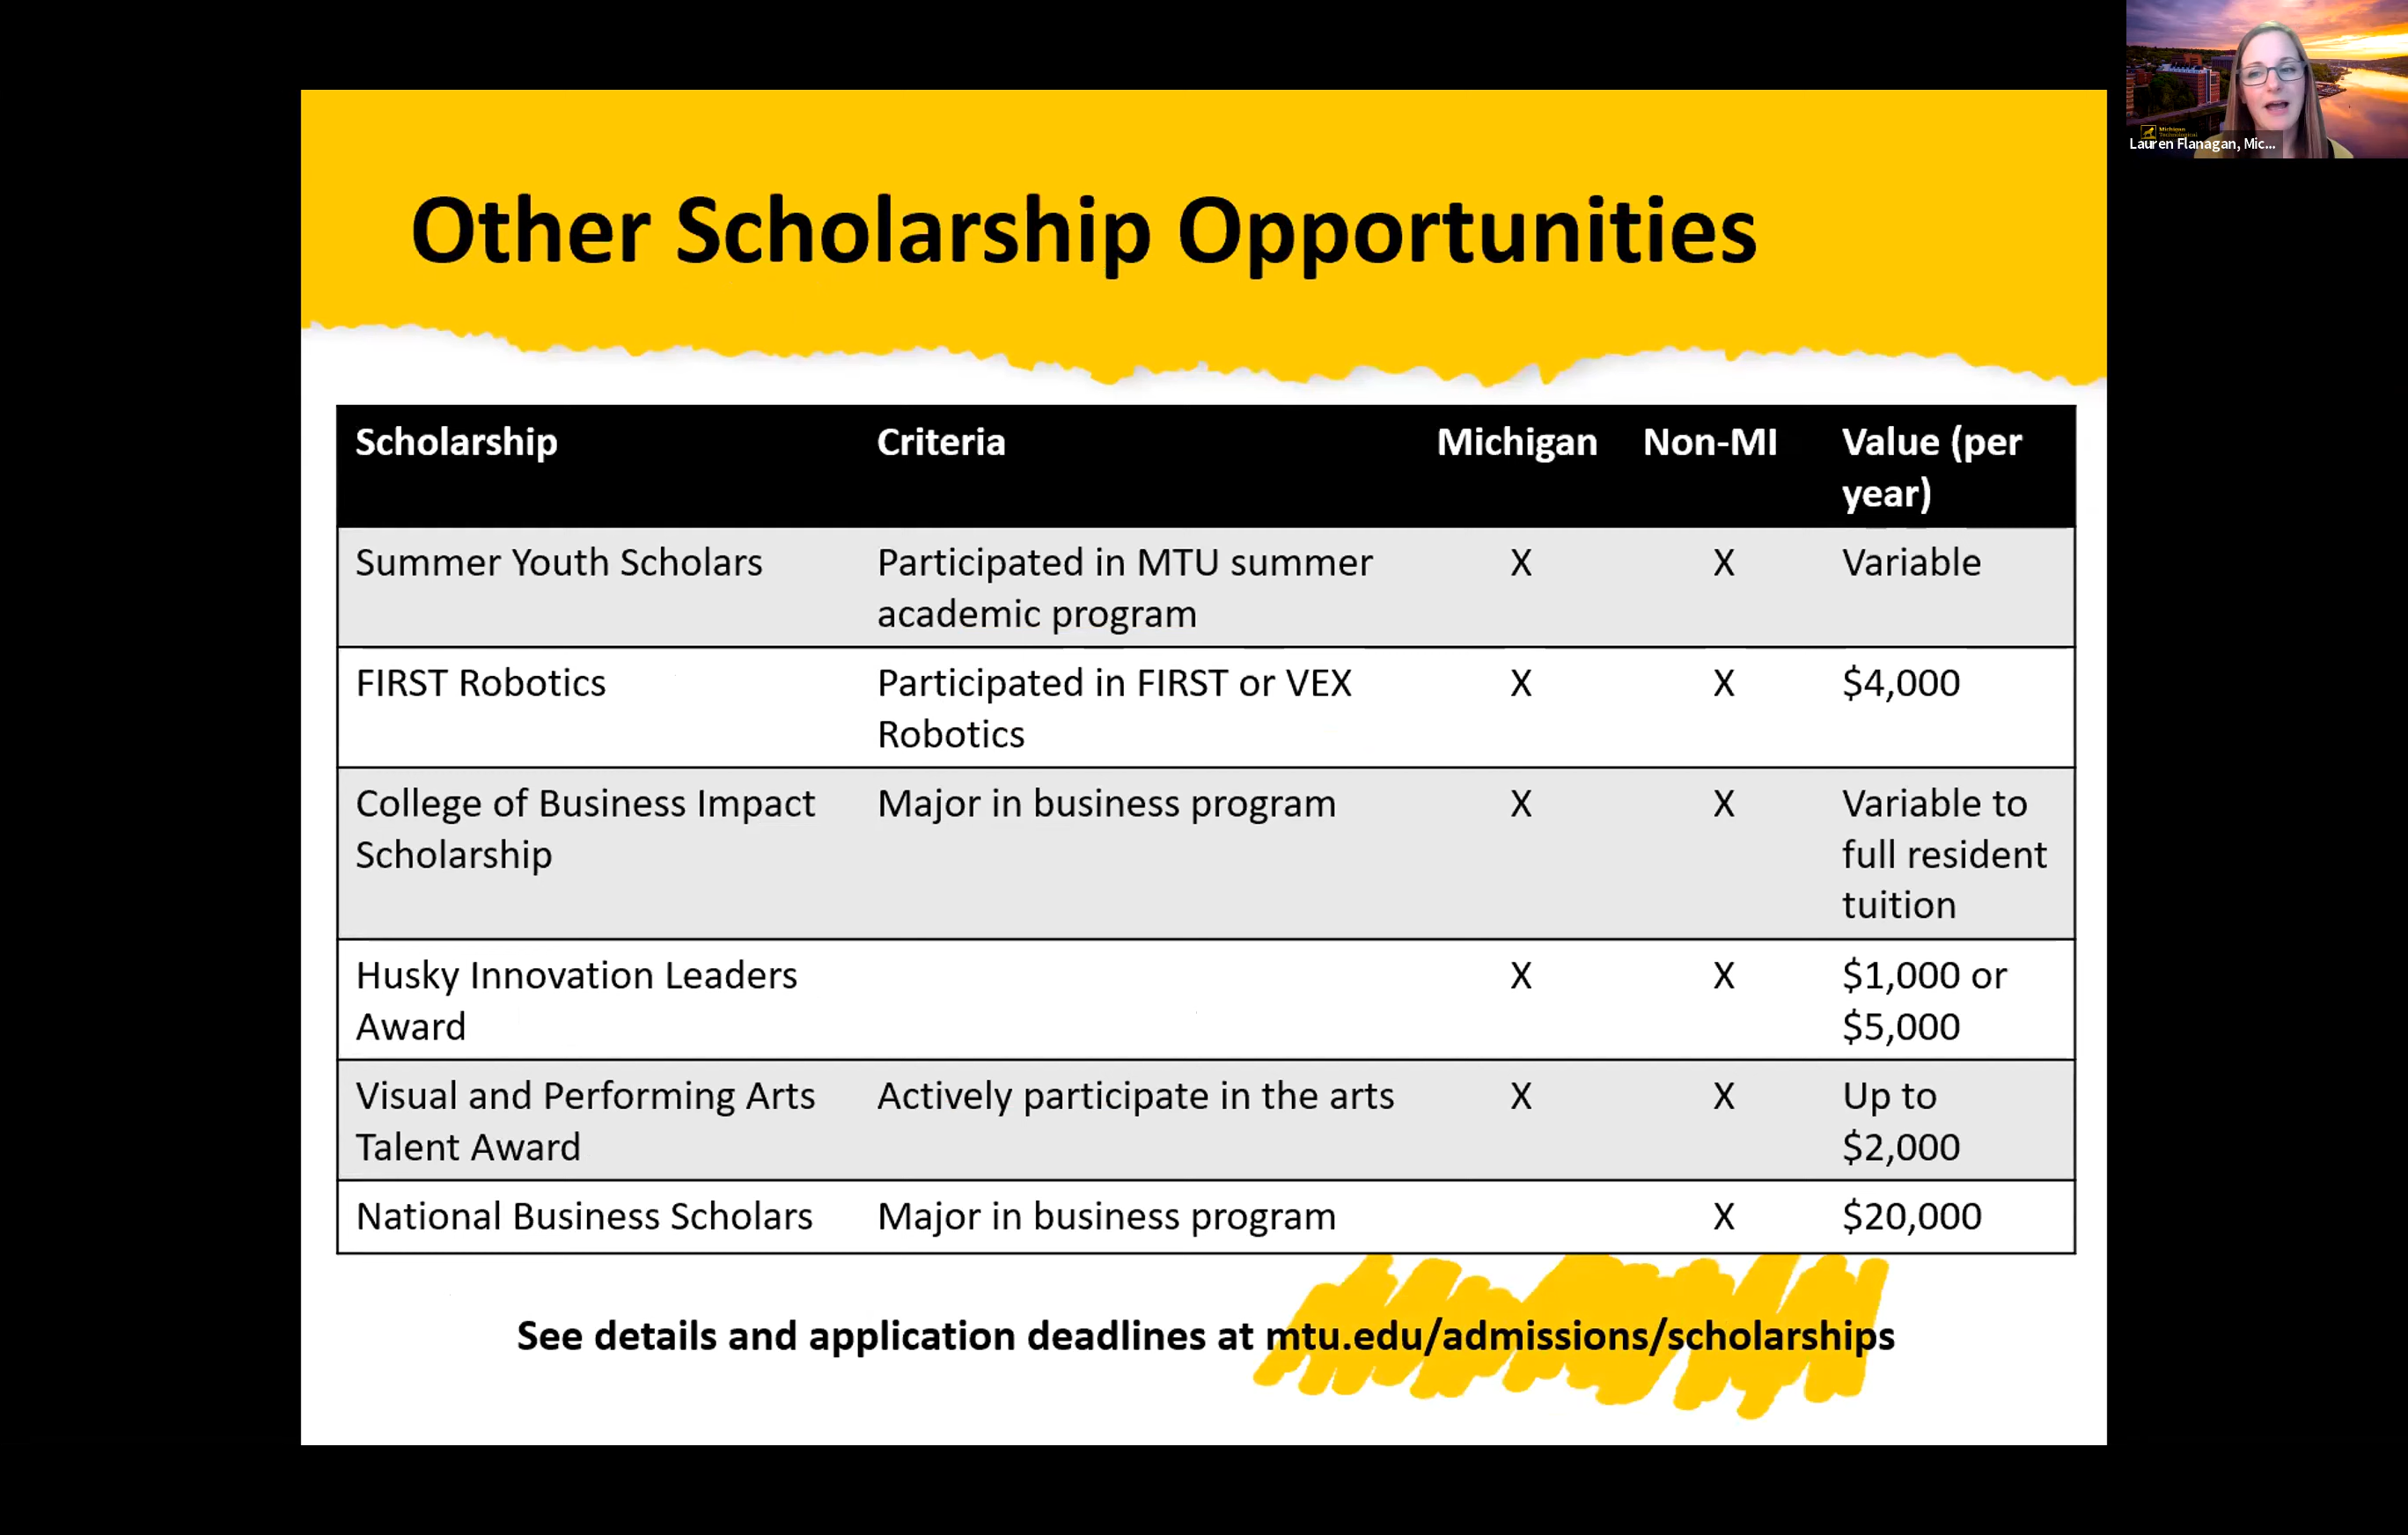 Michigan
Technological
Lauren Flanagan, Mic...
Other Scholarship Opportunities
Scholarship Criteria Michigan Non-MI Value (per
year)
Summer Youth Scholars Participated in MTU summer X X Variable
academic program
FIRST Robotics Participated in FIRST or VEX X X $4,000
Robotics
College of Business Impact Major in business program X X Variable to
Scholarship full resident
tuition
Husky Innovation Leaders X X $1,000 or
Award $5,000
Visual and Performing Arts Actively participate in the arts X X Up to
Talent Award $2,000
National Business Scholars Major in business program X $20,000
See details and application deadlines at mtu.edu/admissions/scholarships